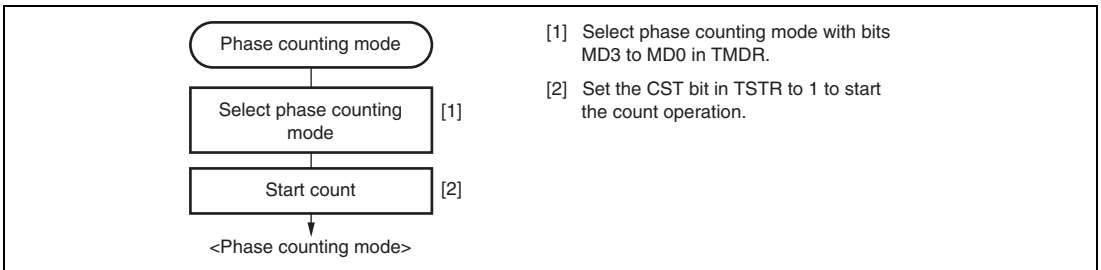 Phase counting mode
Select phase counting
mode
[1]
Start count
[2]
<Phase counting mode>
[1] Select phase counting mode with bits
MD3 to MD0 in TMDR.
[2] Set the CST bit in TSTR to 1 to start
the count operation.